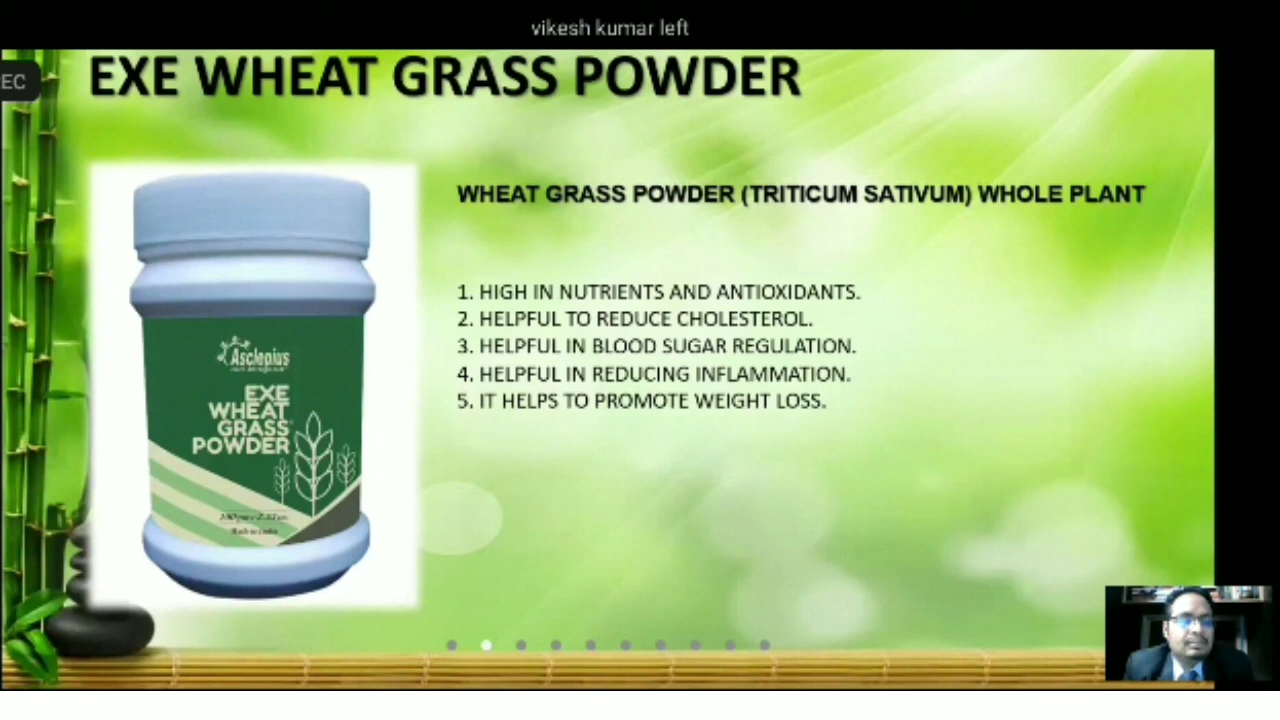 vikesh kumar left
EC
EXE WHEAT GRASS POWDER
WHEAT GRASS POWDER (TRITICUM SATIVUM) WHOLE PLANT
1. HIGH IN NUTRIENTS AND ANTIOXIDANTS.
2. HELPFUL TO REDUCE CHOLESTEROL.
3. HELPFUL IN BLOOD SUGAR REGULATION.
4. HELPFUL IN REDUCING INFLAMMATION.
5. IT HELPS TO PROMOTE WEIGHT LOSS.
Asclepius
EXE
WHEAT
GRASS
POWDER